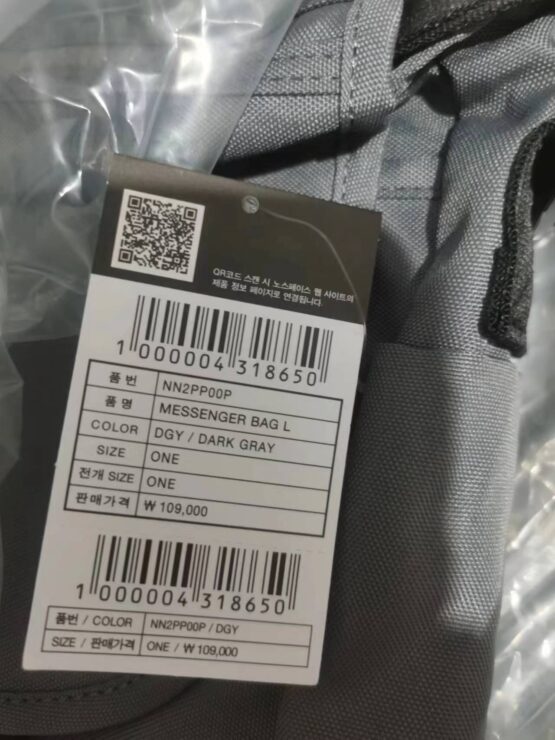 QR코드 스캔 시 노스페이스 웹 사이트의
제품 정보 페이지로 연결됩니다.
1 000004 318650
품 번 NN2PP00P
품 명 MESSENGER BAG L
COLOR DGY / DARK GRAY
SIZE ONE
전개 SIZE ONE
판매가격 ₩ 109,000
1 000004 318650
품번 / COLOR NN2PP00P / DGY
SIZE / 판매가격 ONE / ₩ 109,000